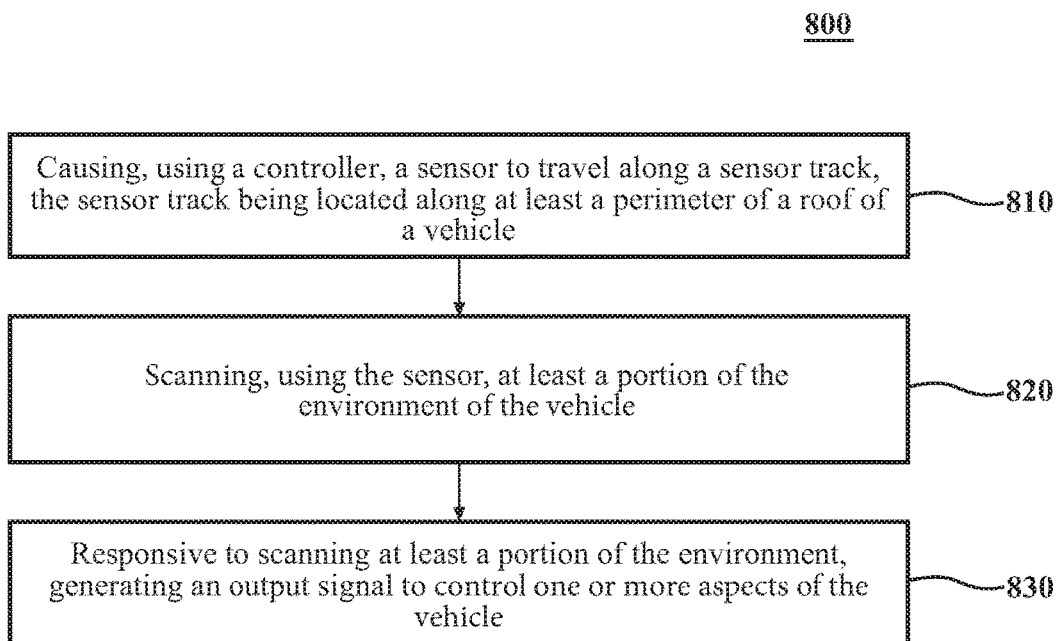 800
Causing, using a controller, a sensor to travel along a sensor track,
the sensor track being located along at least a perimeter of a roof of
a vehicle
810
Scanning, using the sensor, at least a portion of the
environment of the vehicle
820
Responsive to scanning at least a portion of the environment,
generating an output signal to control one or more aspects of the
vehicle
830